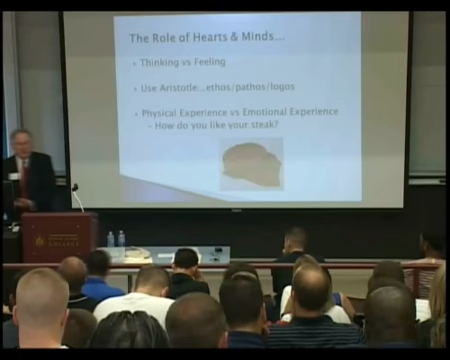 The Role of Hearts & Minds…
Thinking vs Feeling
Use Aristotle…ethos/pathos/logos
Physical Experience vs Emotional Experience
– How do you like your steak?
COLLEGE